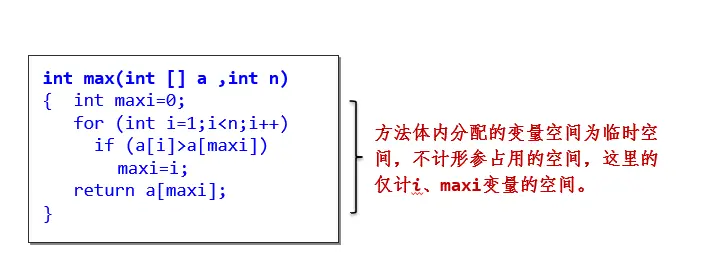 int max(int [] a ,int n)
{  int maxi=0;
for (int i=1;i<n;i++)
if (a[i]>a[maxi])
maxi=i;
return a[maxi];
}
方法体内分配的变量空间为临时空
间，不计形参占用的空间，这里的
仅计i、maxi变量的空间。